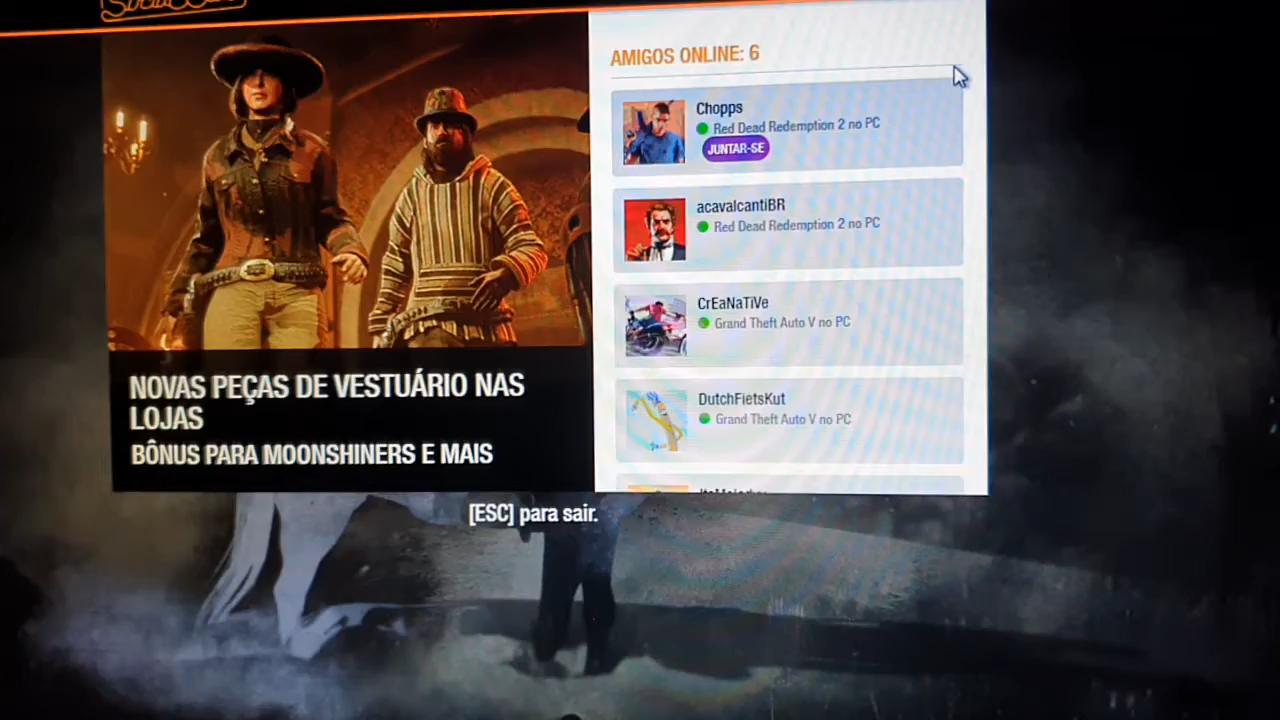 AMIGOS ONLINE: 6
Chopps
Red Dead Redemption 2 no PC
JUNTAR-SE
acavalcantiBR
Red Dead Redemption 2 no PC
CrEaNaTiVe
Grand Theft Auto V no PC
DutchFietsKut
Grand Theft Auto V no PC
NOVAS PEÇAS DE VESTUÁRIO NAS
LOJAS
BÔNUS PARA MOONSHINERS E MAIS
[ESC] para sair.